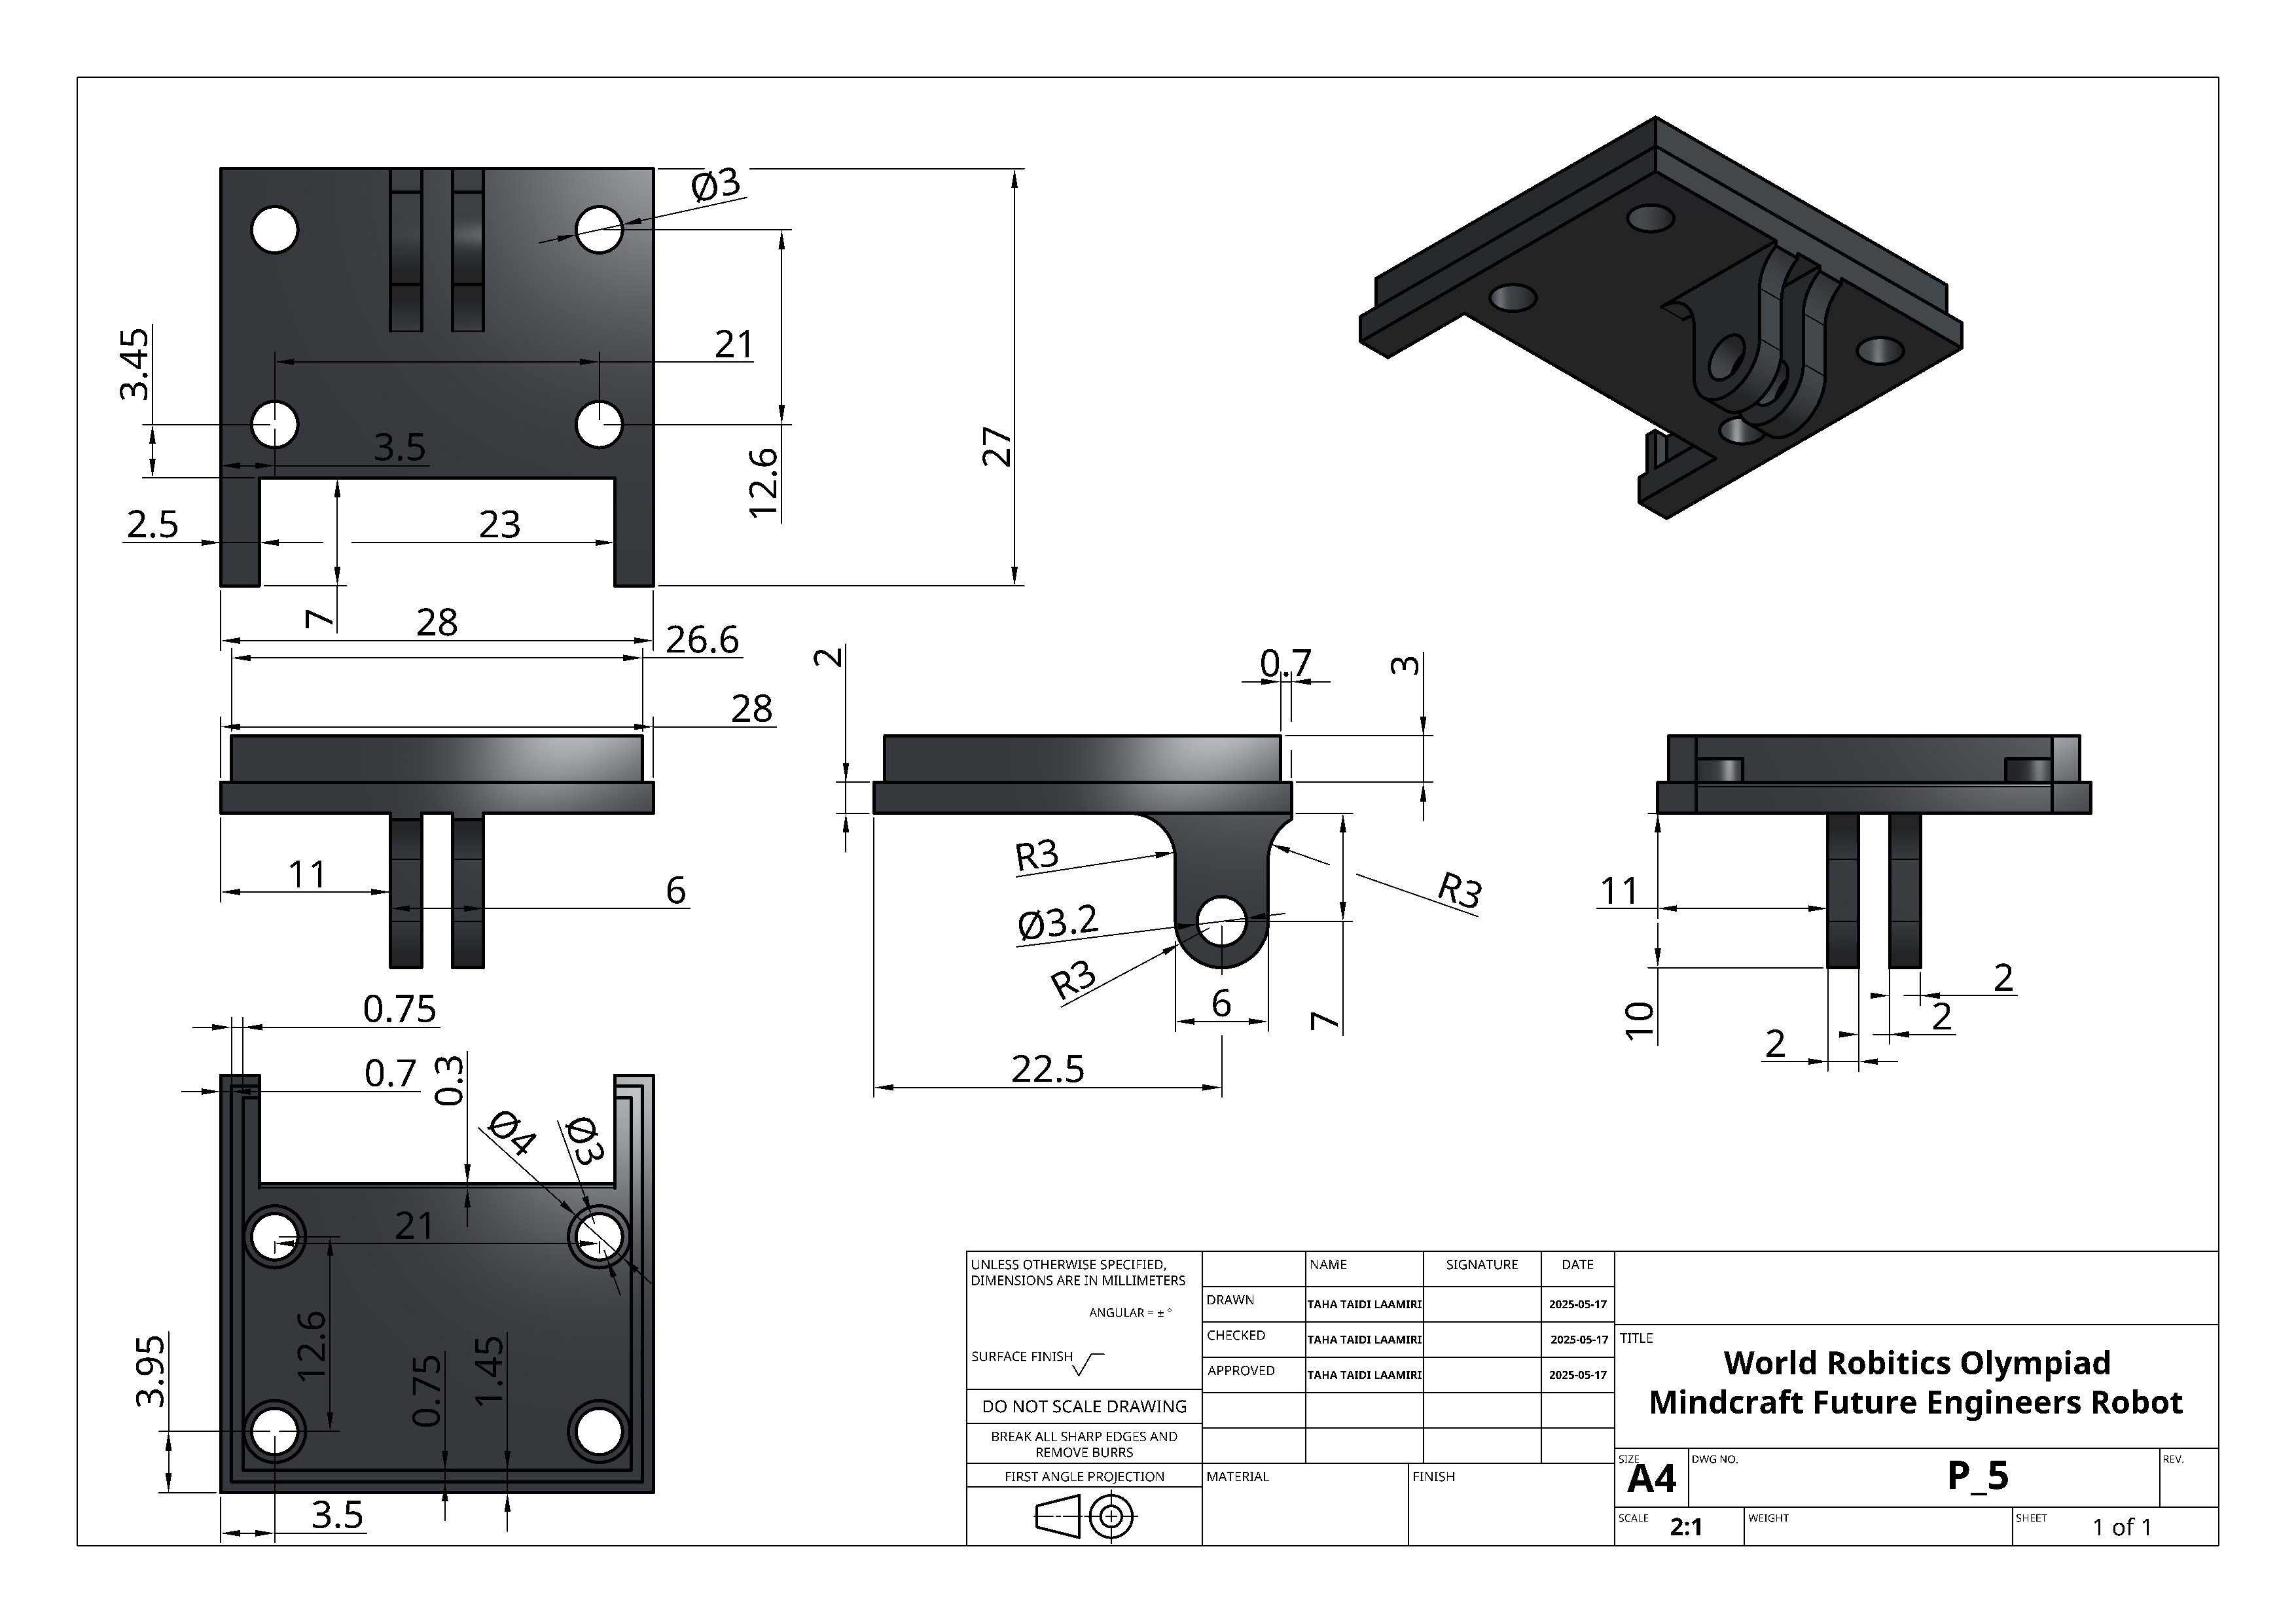 Ø3
3.45
21
3.5
12.6
27
2.5
23
7
28
26.6
28
11
6
2
0.7
3
R3
R3
Ø3.2
R3
6
7
22.5
11
10
2
2
2
0.75
0.7
0.3
Ø4
Ø3
21
12.6
3.95
0.75
1.45
3.5
UNLESS OTHERWISE SPECIFIED,
DIMENSIONS ARE IN MILLIMETERS
ANGULAR = ± °
SURFACE FINISH
DO NOT SCALE DRAWING
BREAK ALL SHARP EDGES AND
REMOVE BURRS
FIRST ANGLE PROJECTION
NAME SIGNATURE DATE
DRAWN TAHA TAIDI LAAMIRI 2025-05-17
CHECKED TAHA TAIDI LAAMIRI 2025-05-17
APPROVED TAHA TAIDI LAAMIRI 2025-05-17
MATERIAL FINISH
TITLE
World Robitics Olympiad
Mindcraft Future Engineers Robot
SIZE A4 DWG NO. P_5 REV.
SCALE 2:1 WEIGHT SHEET 1 of 1